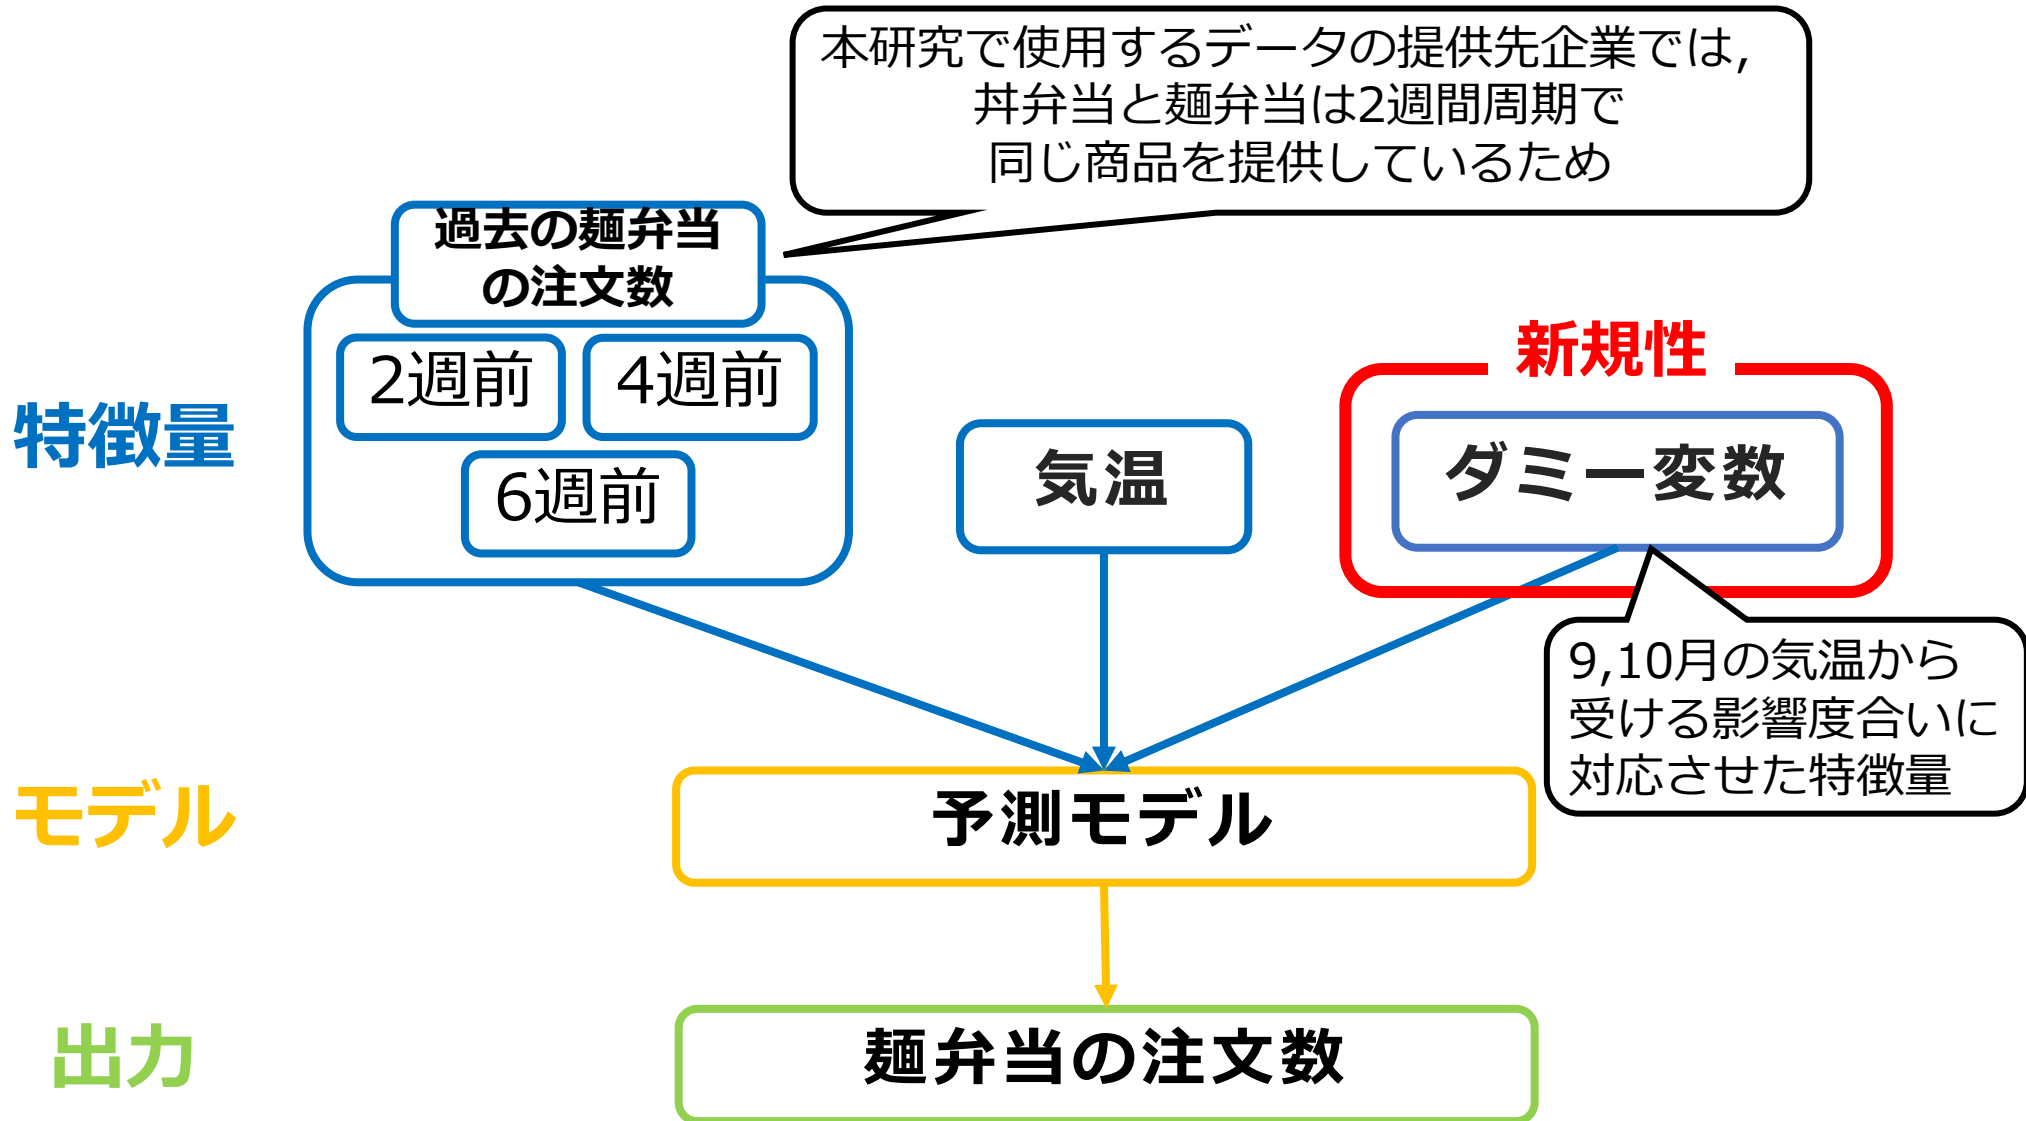 本研究で使用するデータの提供先企業では,
丼弁当と麺弁当は2週間周期で
同じ商品を提供しているため
過去の麺弁当
の注文数
2週前
4週前
6週前
特徴量
気温
新規性
ダミー変数
9,10月の気温から
受ける影響度合いに
対応させた特徴量
モデル
予測モデル
出力
麺弁当の注文数